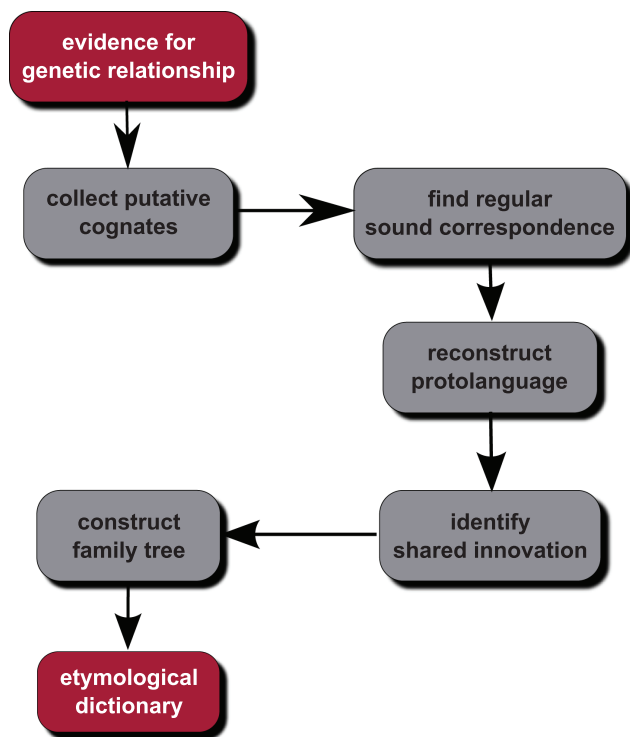 evidence for
genetic relationship
collect putative
cognates
find regular
sound correspondence
reconstruct
protolanguage
identify
shared innovation
construct
family tree
etymological
dictionary